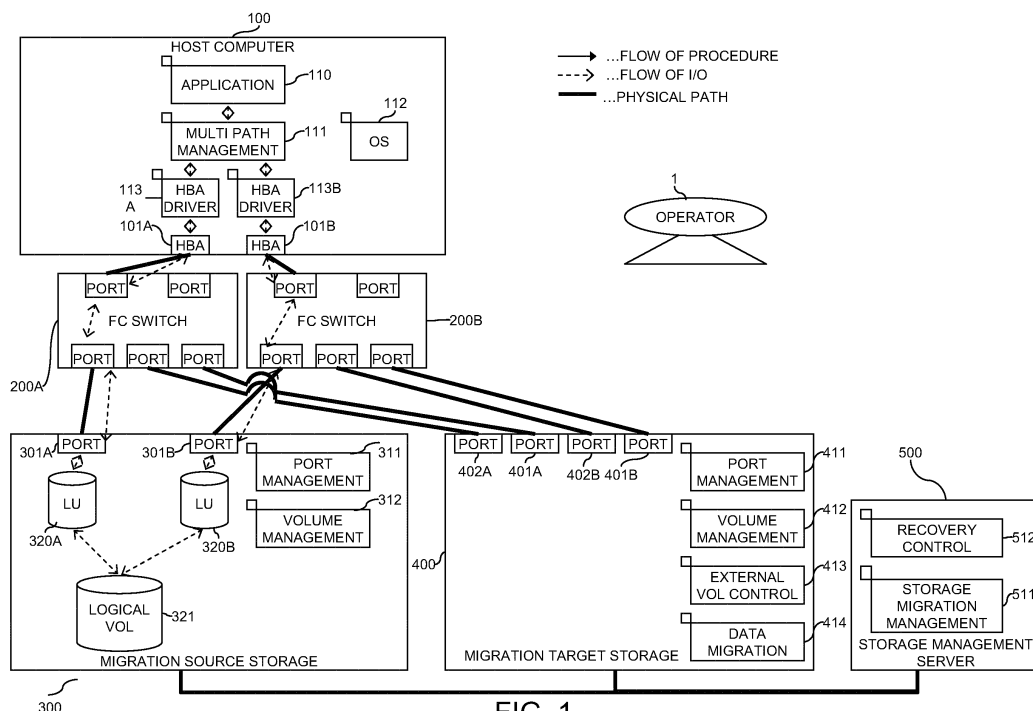 100
HOST COMPUTER
APPLICATION
110
MULTI PATH
MANAGEMENT
111
112
OS
113
A
HBA
DRIVER
HBA
DRIVER
113B
101A
HBA
HBA
101B
...FLOW OF PROCEDURE
...FLOW OF I/O
...PHYSICAL PATH
1
OPERATOR
PORT
PORT
FC SWITCH
PORT
PORT
PORT
200A
PORT
PORT
FC SWITCH
PORT
PORT
PORT
200B
301A
PORT
301B
PORT
LU
320A
LU
320B
LOGICAL
VOL
321
311
PORT
MANAGEMENT
312
VOLUME
MANAGEMENT
MIGRATION SOURCE STORAGE
300
PORT
PORT
PORT
PORT
402A
401A
402B
401B
400
PORT
MANAGEMENT
411
VOLUME
MANAGEMENT
412
EXTERNAL
VOL CONTROL
413
DATA
MIGRATION
414
MIGRATION TARGET STORAGE
500
RECOVERY
CONTROL
512
STORAGE
MIGRATION
MANAGEMENT
511
STORAGE MANAGEMENT
SERVER
FIG. 1